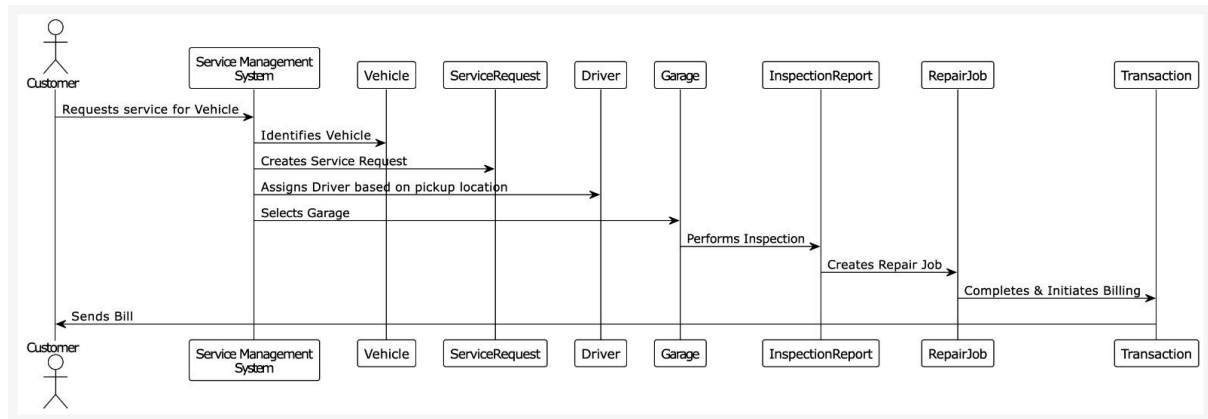 Customer
Service Management
System
Vehicle
ServiceRequest
Driver
Garage
InspectionReport
RepairJob
Transaction
Requests service for Vehicle
Identifies Vehicle
Creates Service Request
Assigns Driver based on pickup location
Selects Garage
Performs Inspection
Creates Repair Job
Completes & Initiates Billing
Sends Bill
Customer
Service Management
System
Vehicle
ServiceRequest
Driver
Garage
InspectionReport
RepairJob
Transaction